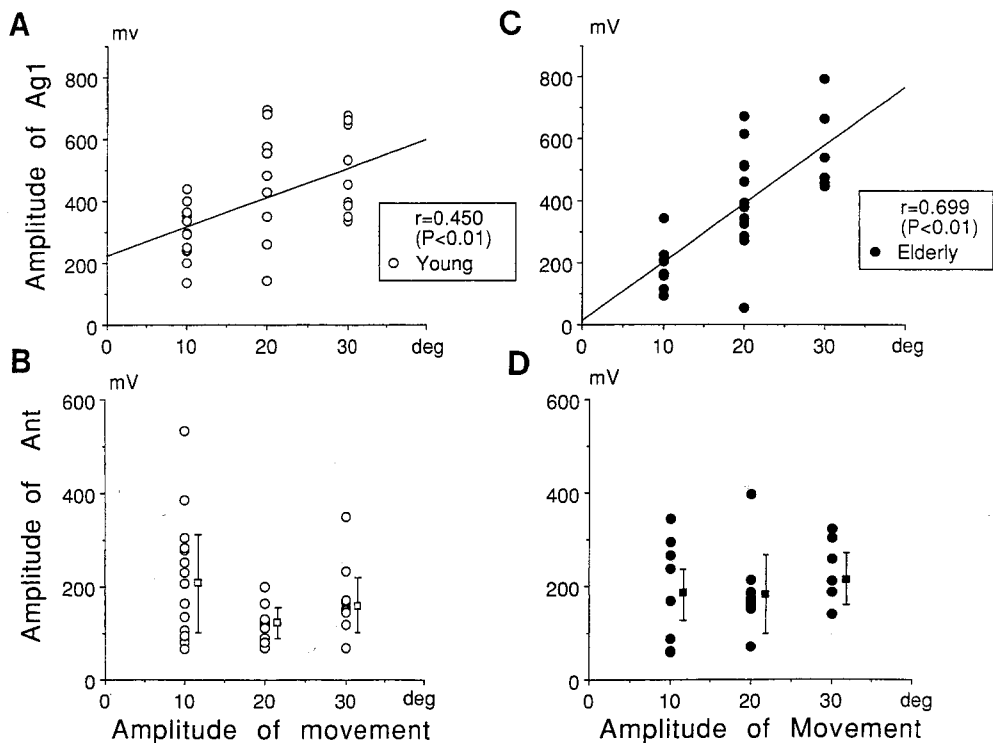 A
mv
Amplitude of Ag1
800
600
400
200
0
0
10
20
30
deg
r=0.450
(P<0.01)
Young
C
mV
800
600
400
200
0
0
10
20
30
deg
r=0.699
(P<0.01)
Elderly
B
mV
Amplitude of Ant
600
400
200
0
0
10
20
30
deg
Amplitude of movement
D
mV
600
400
200
0
0
10
20
30
deg
Amplitude of Movement